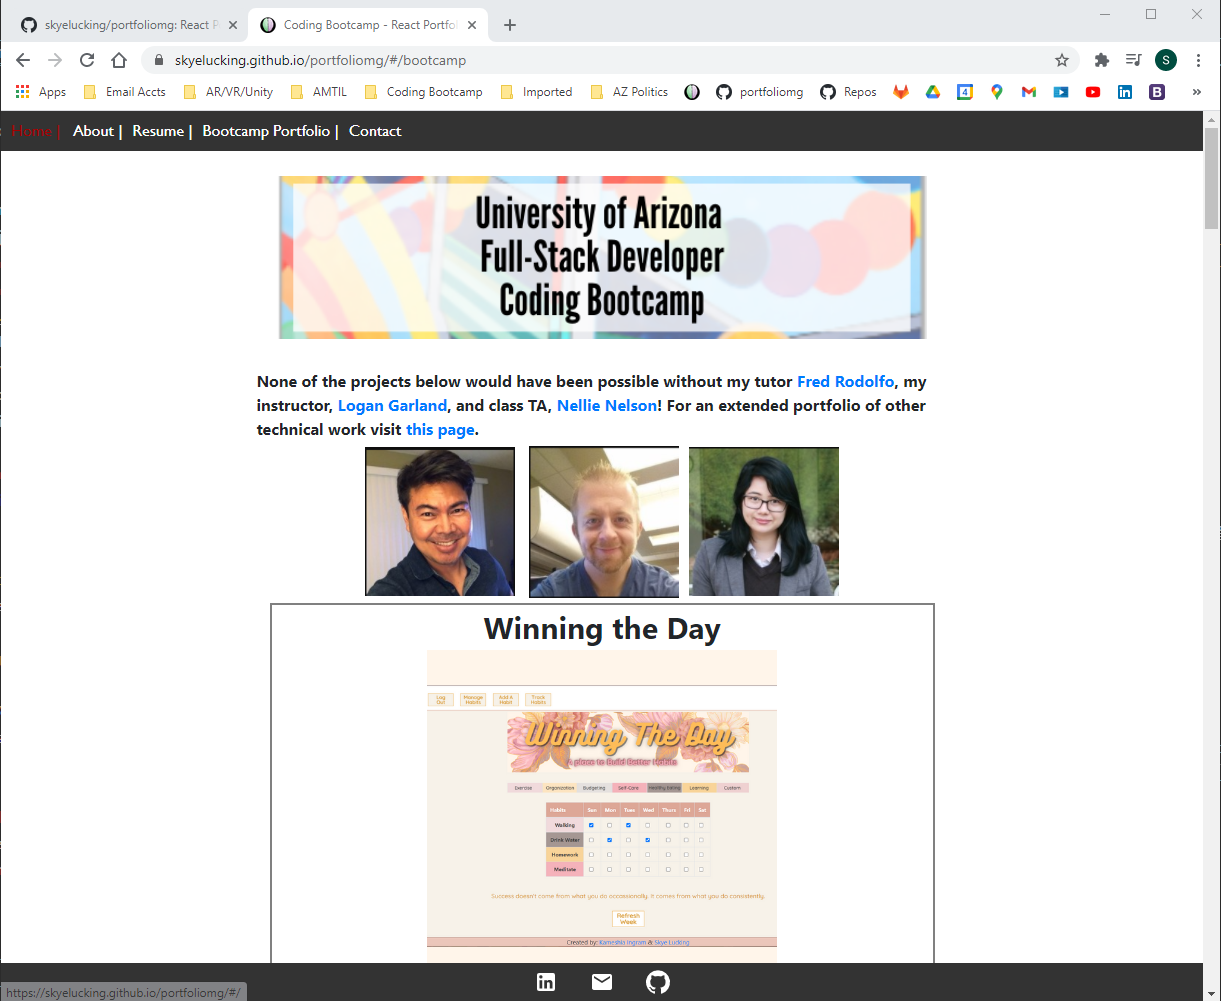 skyelucking/portfoliomg: React P
Coding Bootcamp - React Portfo
skyelucking.github.io/portfoliomg/#/bootcamp
S
Apps Email Accts AR/VR/Unity AMTIL Coding Bootcamp Imported AZ Politics portfoliomg Repos
Home | About | Resume | Bootcamp Portfolio | Contact
University of Arizona
Full-Stack Developer
Coding Bootcamp
None of the projects below would have been possible without my tutor Fred Rodolfo, my
instructor, Logan Garland, and class TA, Nellie Nelson! For an extended portfolio of other
technical work visit this page.
Winning the Day
Log Out Manage Habits Add A Habit Track Habits
Winning The Day
A place to Build Better Habits
Exercise Organization Budgeting Self Care Healthy Eating Learning Custom
Habits Sun Mon Tues Wed Thurs Fri Sat
Walking
Drink Water
Homework
Meditate
Success doesn't come from what you do occassionally. It comes from what you do consistently.
Refresh
Week
Created by: Kameshia Ingram & Skye Lucking
https://skyelucking.github.io/portfoliomg/#/